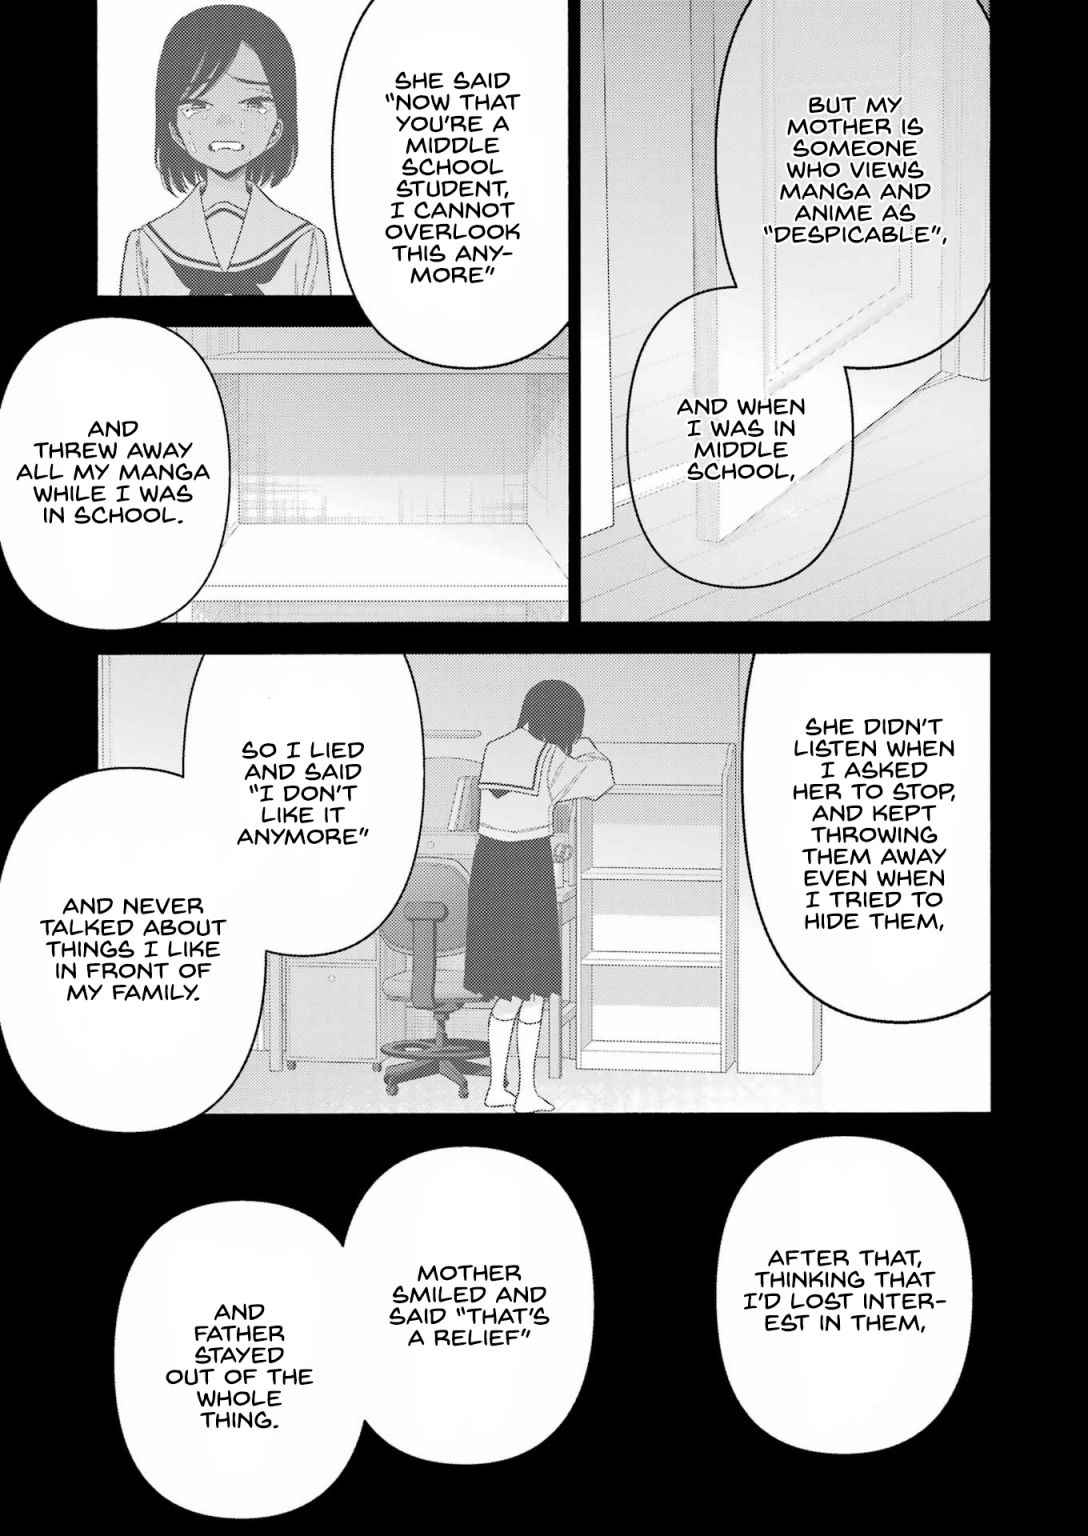 BUT MY
MOTHER IS
SOMEONE
WHO VIEWS
MANGA AND
ANIME AS
"DESPICABLE",
AND WHEN
I WAS IN
MIDDLE
SCHOOL,
SHE SAID
"NOW THAT
YOU'RE A
MIDDLE
SCHOOL
STUDENT,
I CANNOT
OVERLOOK
THIS ANY-
MORE"
AND
THREW AWAY
ALL MY MANGA
WHILE I WAS
IN SCHOOL.
SHE DIDN'T
LISTEN WHEN
I ASKED
HER TO STOP,
AND KEPT
THROWING
THEM AWAY
EVEN WHEN
I TRIED TO
HIDE THEM,
SO I LIED
AND SAID
"I DON'T
LIKE IT
ANYMORE"
AND NEVER
TALKED ABOUT
THINGS I LIKE
IN FRONT OF
MY FAMILY.
AFTER THAT,
THINKING THAT
I'D LOST INTER-
EST IN THEM,
MOTHER
SMILED AND
SAID "THAT'S
A RELIEF"
AND
FATHER
STAYED
OUT OF THE
WHOLE
THING.